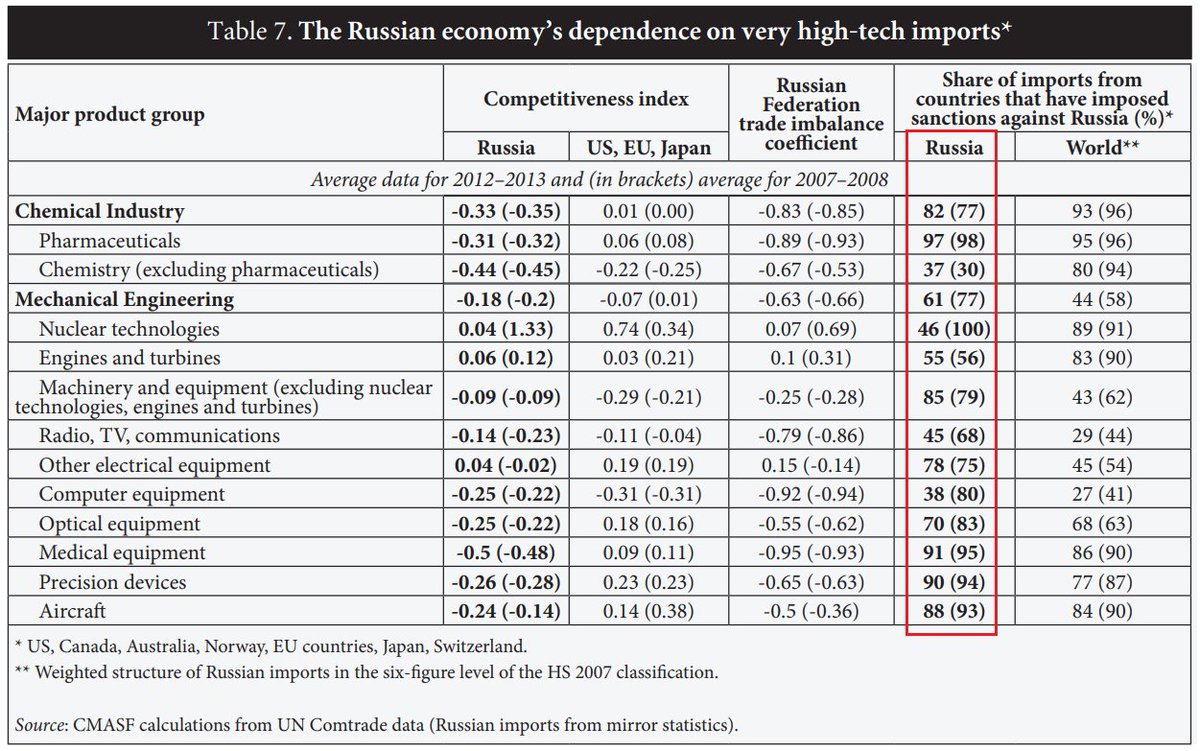 Table 7. The Russian economy's dependence on very high-tech imports*
Major product group | Competitiveness index | Russian Federation trade imbalance coefficient | Share of imports from countries that have imposed sanctions against Russia (%)*
Russia | US, EU, Japan | Russia | World**
Average data for 2012–2013 and (in brackets) average for 2007–2008
Chemical Industry | -0.33 (-0.35) | 0.01 (0.00) | -0.83 (-0.85) | 82 (77) | 93 (96)
Pharmaceuticals | -0.31 (-0.32) | 0.06 (0.08) | -0.89 (-0.93) | 97 (98) | 95 (96)
Chemistry (excluding pharmaceuticals) | -0.44 (-0.45) | -0.22 (-0.25) | -0.67 (-0.53) | 37 (30) | 80 (94)
Mechanical Engineering | -0.18 (-0.2) | -0.07 (0.01) | -0.63 (-0.66) | 61 (77) | 44 (58)
Nuclear technologies | 0.04 (1.33) | 0.74 (0.34) | 0.07 (0.69) | 46 (100) | 89 (91)
Engines and turbines | 0.06 (0.12) | 0.03 (0.21) | 0.1 (0.31) | 55 (56) | 83 (90)
Machinery and equipment (excluding nuclear technologies, engines and turbines) | -0.09 (-0.09) | -0.29 (-0.21) | -0.25 (-0.28) | 85 (79) | 43 (62)
Radio, TV, communications | -0.14 (-0.23) | -0.11 (-0.04) | -0.79 (-0.86) | 45 (68) | 29 (44)
Other electrical equipment | 0.04 (-0.02) | 0.19 (0.19) | 0.15 (-0.14) | 78 (75) | 45 (54)
Computer equipment | -0.25 (-0.22) | -0.31 (-0.31) | -0.92 (-0.94) | 38 (80) | 27 (41)
Optical equipment | -0.25 (-0.22) | 0.18 (0.16) | -0.55 (-0.62) | 70 (83) | 68 (63)
Medical equipment | -0.5 (-0.48) | 0.09 (0.11) | -0.95 (-0.93) | 91 (95) | 86 (90)
Precision devices | -0.26 (-0.28) | 0.23 (0.23) | -0.65 (-0.63) | 90 (94) | 77 (87)
Aircraft | -0.24 (-0.14) | 0.14 (0.38) | -0.5 (-0.36) | 88 (93) | 84 (90)
* US, Canada, Australia, Norway, EU countries, Japan, Switzerland.
** Weighted structure of Russian imports in the six-figure level of the HS 2007 classification.
Source: CMASF calculations from UN Comtrade data (Russian imports from mirror statistics).